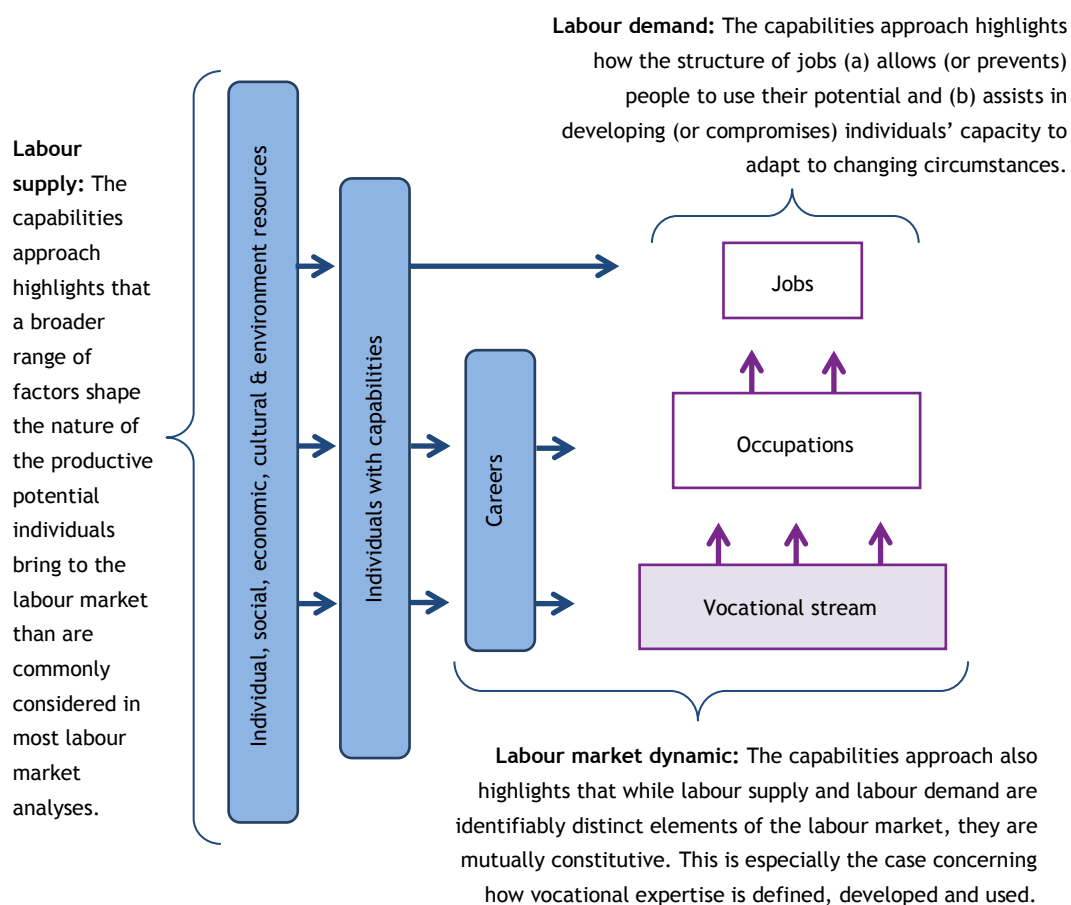 Labour demand: The capabilities approach highlights
how the structure of jobs (a) allows (or prevents)
people to use their potential and (b) assists in
developing (or compromises) individuals’ capacity to
adapt to changing circumstances.
Labour
supply: The
capabilities
approach
highlights that
a broader
range of
factors shape
the nature of
the productive
potential
individuals
bring to the
labour market
than are
commonly
considered in
most labour
market
analyses.
Individual, social, economic, cultural & environment resources
Individuals with capabilities
Careers
Jobs
Occupations
Vocational stream
Labour market dynamic: The capabilities approach also
highlights that while labour supply and labour demand are
identifiably distinct elements of the labour market, they are
mutually constitutive. This is especially the case concerning
how vocational expertise is defined, developed and used.